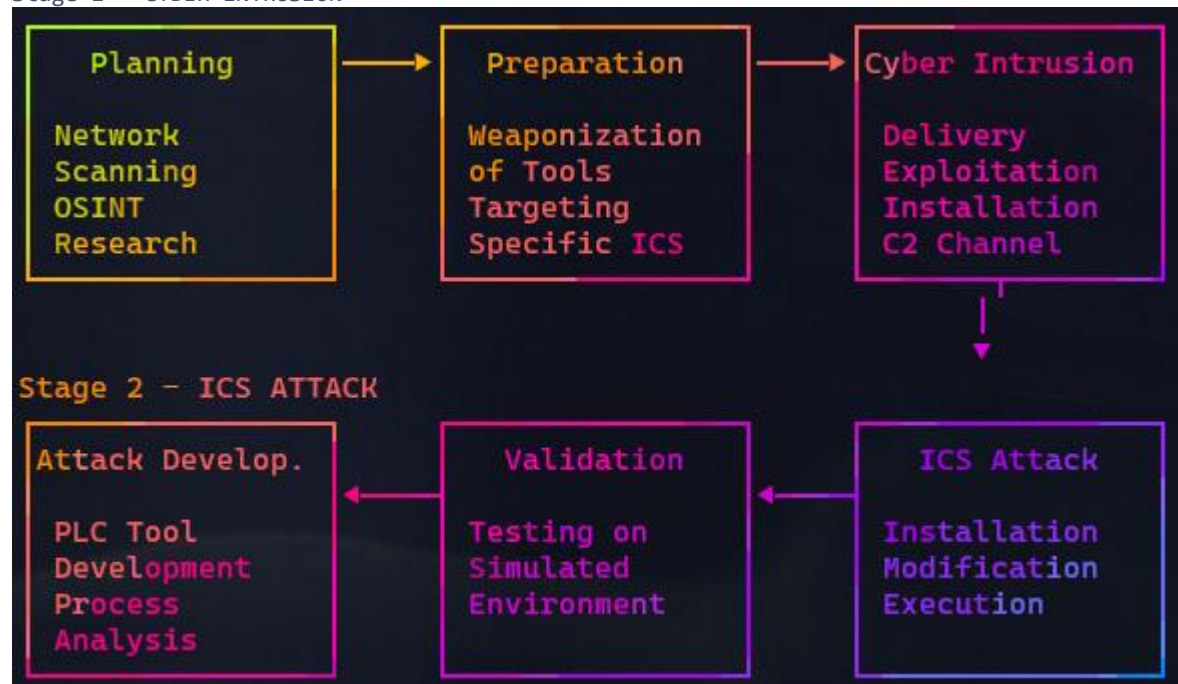 Planning
Network
Scanning
OSINT
Research
Preparation
Weaponization
of Tools
Targeting
Specific ICS
Cyber Intrusion
Delivery
Exploitation
Installation
C2 Channel
Stage 2 – ICS ATTACK
Attack Develop.
PLC Tool
Development
Process
Analysis
Validation
Testing on
Simulated
Environment
ICS Attack
Installation
Modification
Execution